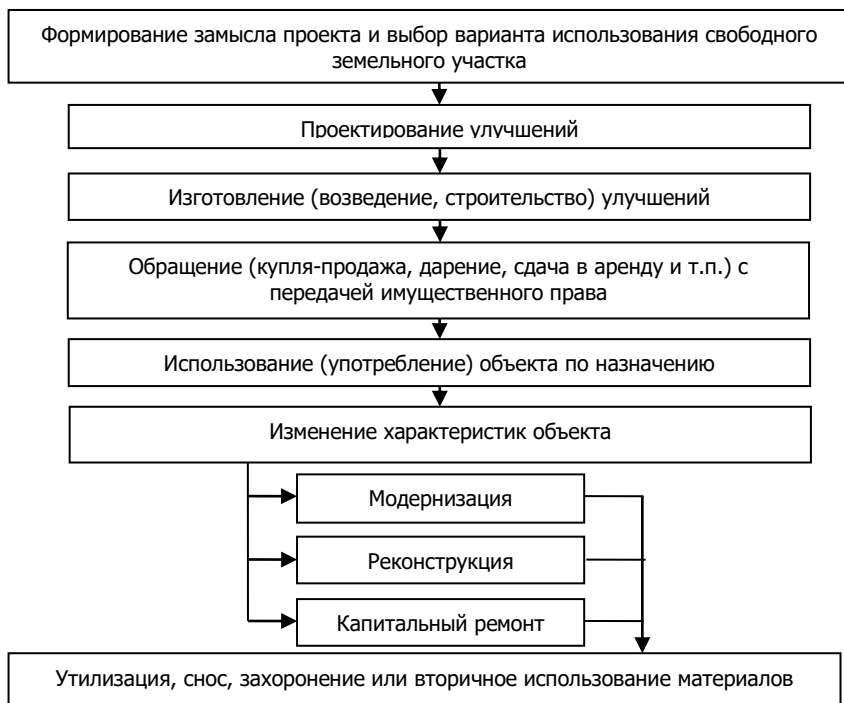 Формирование замысла проекта и выбор варианта использования свободного
земельного участка
Проектирование улучшений
Изготовление (возведение, строительство) улучшений
Обращение (купля-продажа, дарение, сдача в аренду и т.п.) с
передачей имущественного права
Использование (употребление) объекта по назначению
Изменение характеристик объекта
Модернизация
Реконструкция
Капитальный ремонт
Утилизация, снос, захоронение или вторичное использование материалов